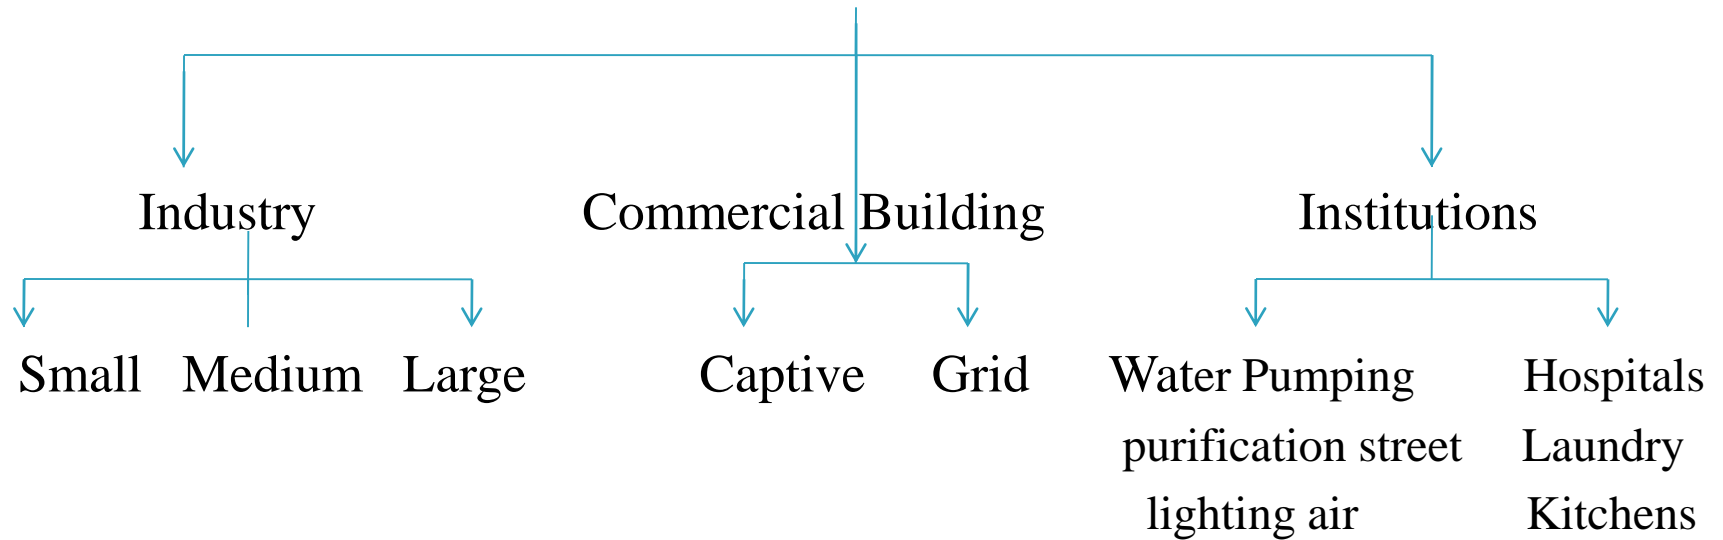 Industry Commercial Building Institutions
Small Medium Large Captive Grid Water Pumping Hospitals
purification street Laundry
lighting air Kitchens